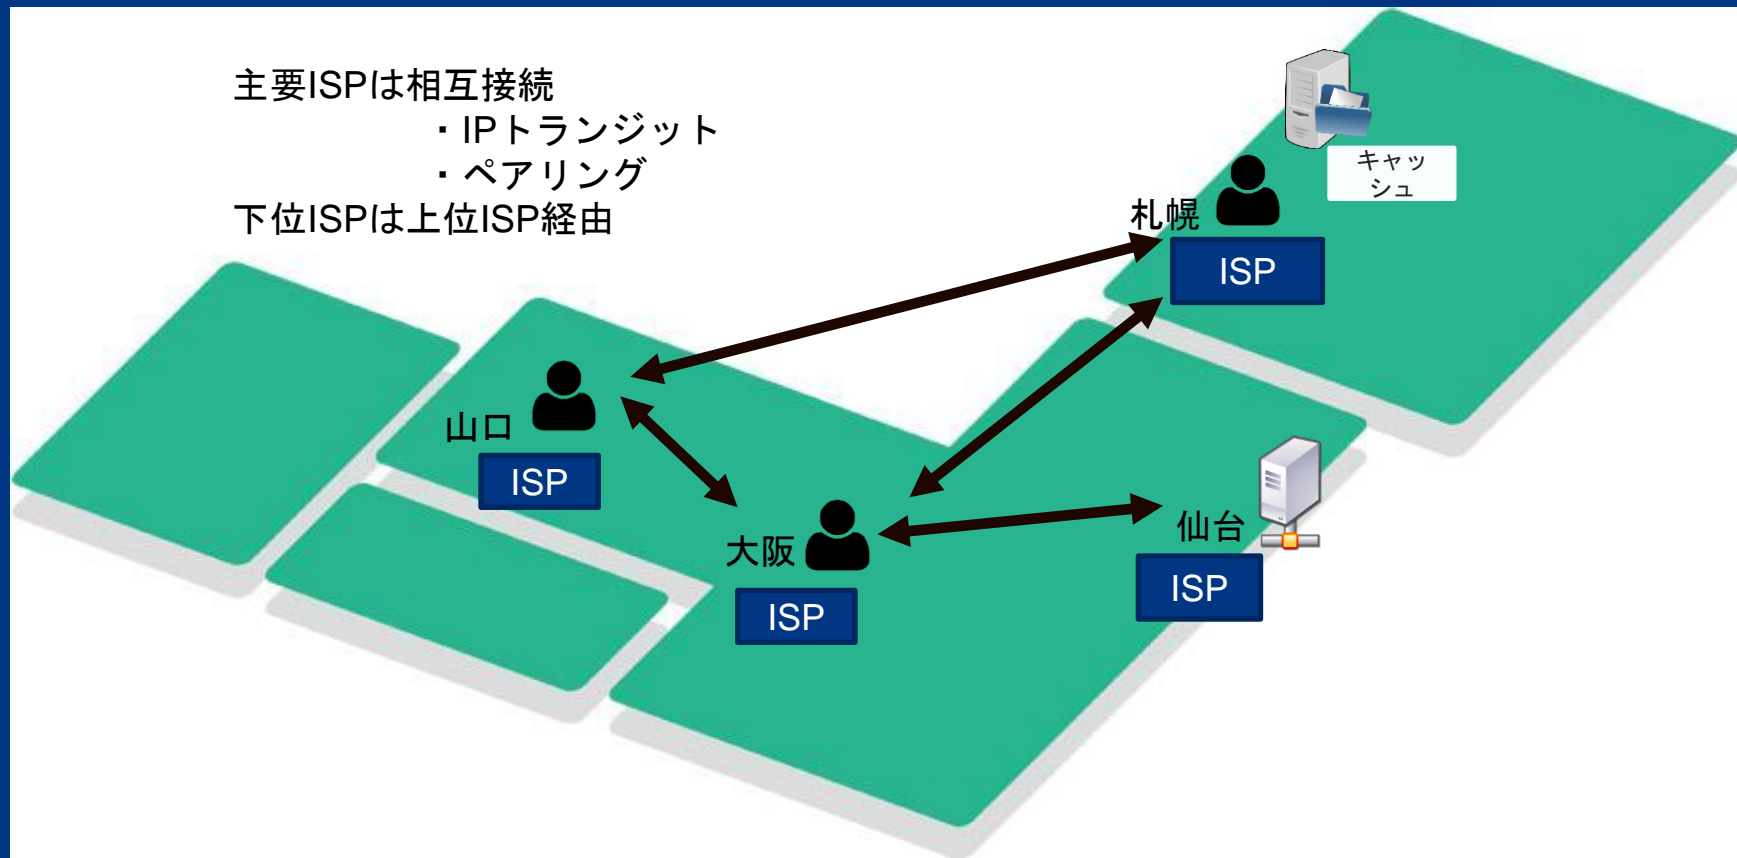 主要ISPは相互接続
・IPトランジット
・ペアリング
下位ISPは上位ISP経由
キャッ
シュ
札幌
ISP
山口
ISP
大阪
ISP
仙台
ISP